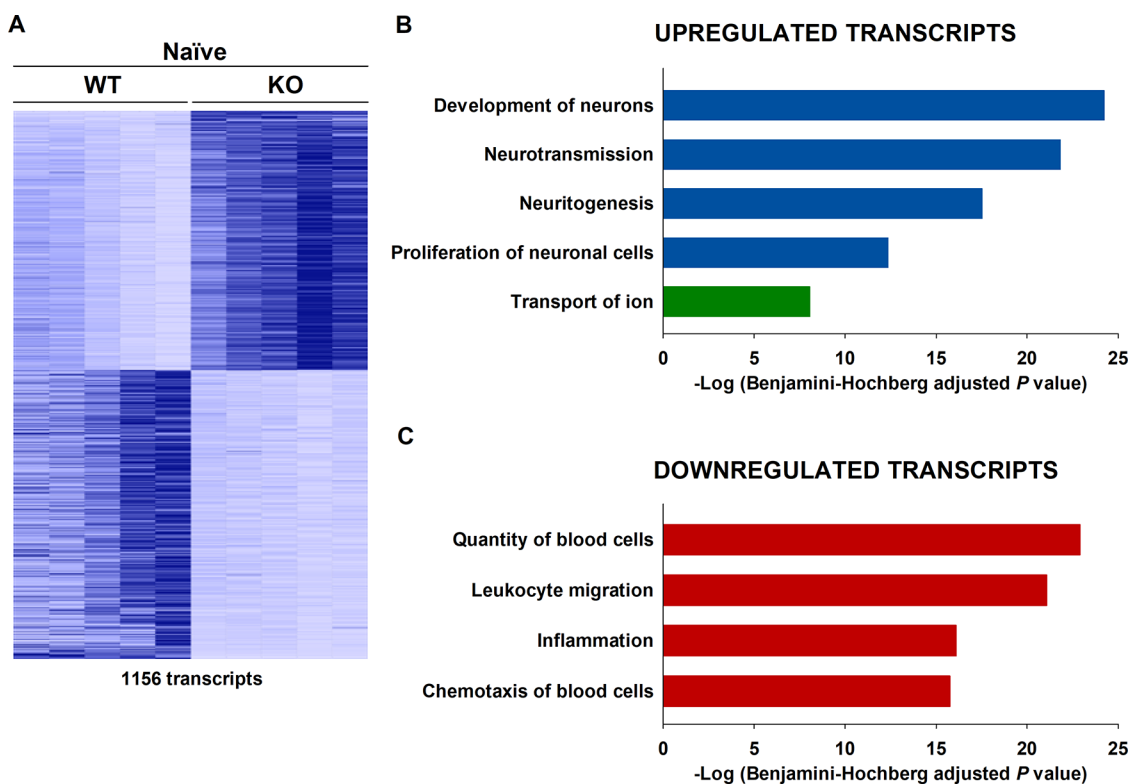 A
Naïve
WT KO
1156 transcripts
B
UPREGULATED TRANSCRIPTS
Development of neurons
Neurotransmission
Neuritogenesis
Proliferation of neuronal cells
Transport of ion
0 5 10 15 20 25
-Log (Benjamini-Hochberg adjusted P value)
C
DOWNREGULATED TRANSCRIPTS
Quantity of blood cells
Leukocyte migration
Inflammation
Chemotaxis of blood cells
0 5 10 15 20 25
-Log (Benjamini-Hochberg adjusted P value)